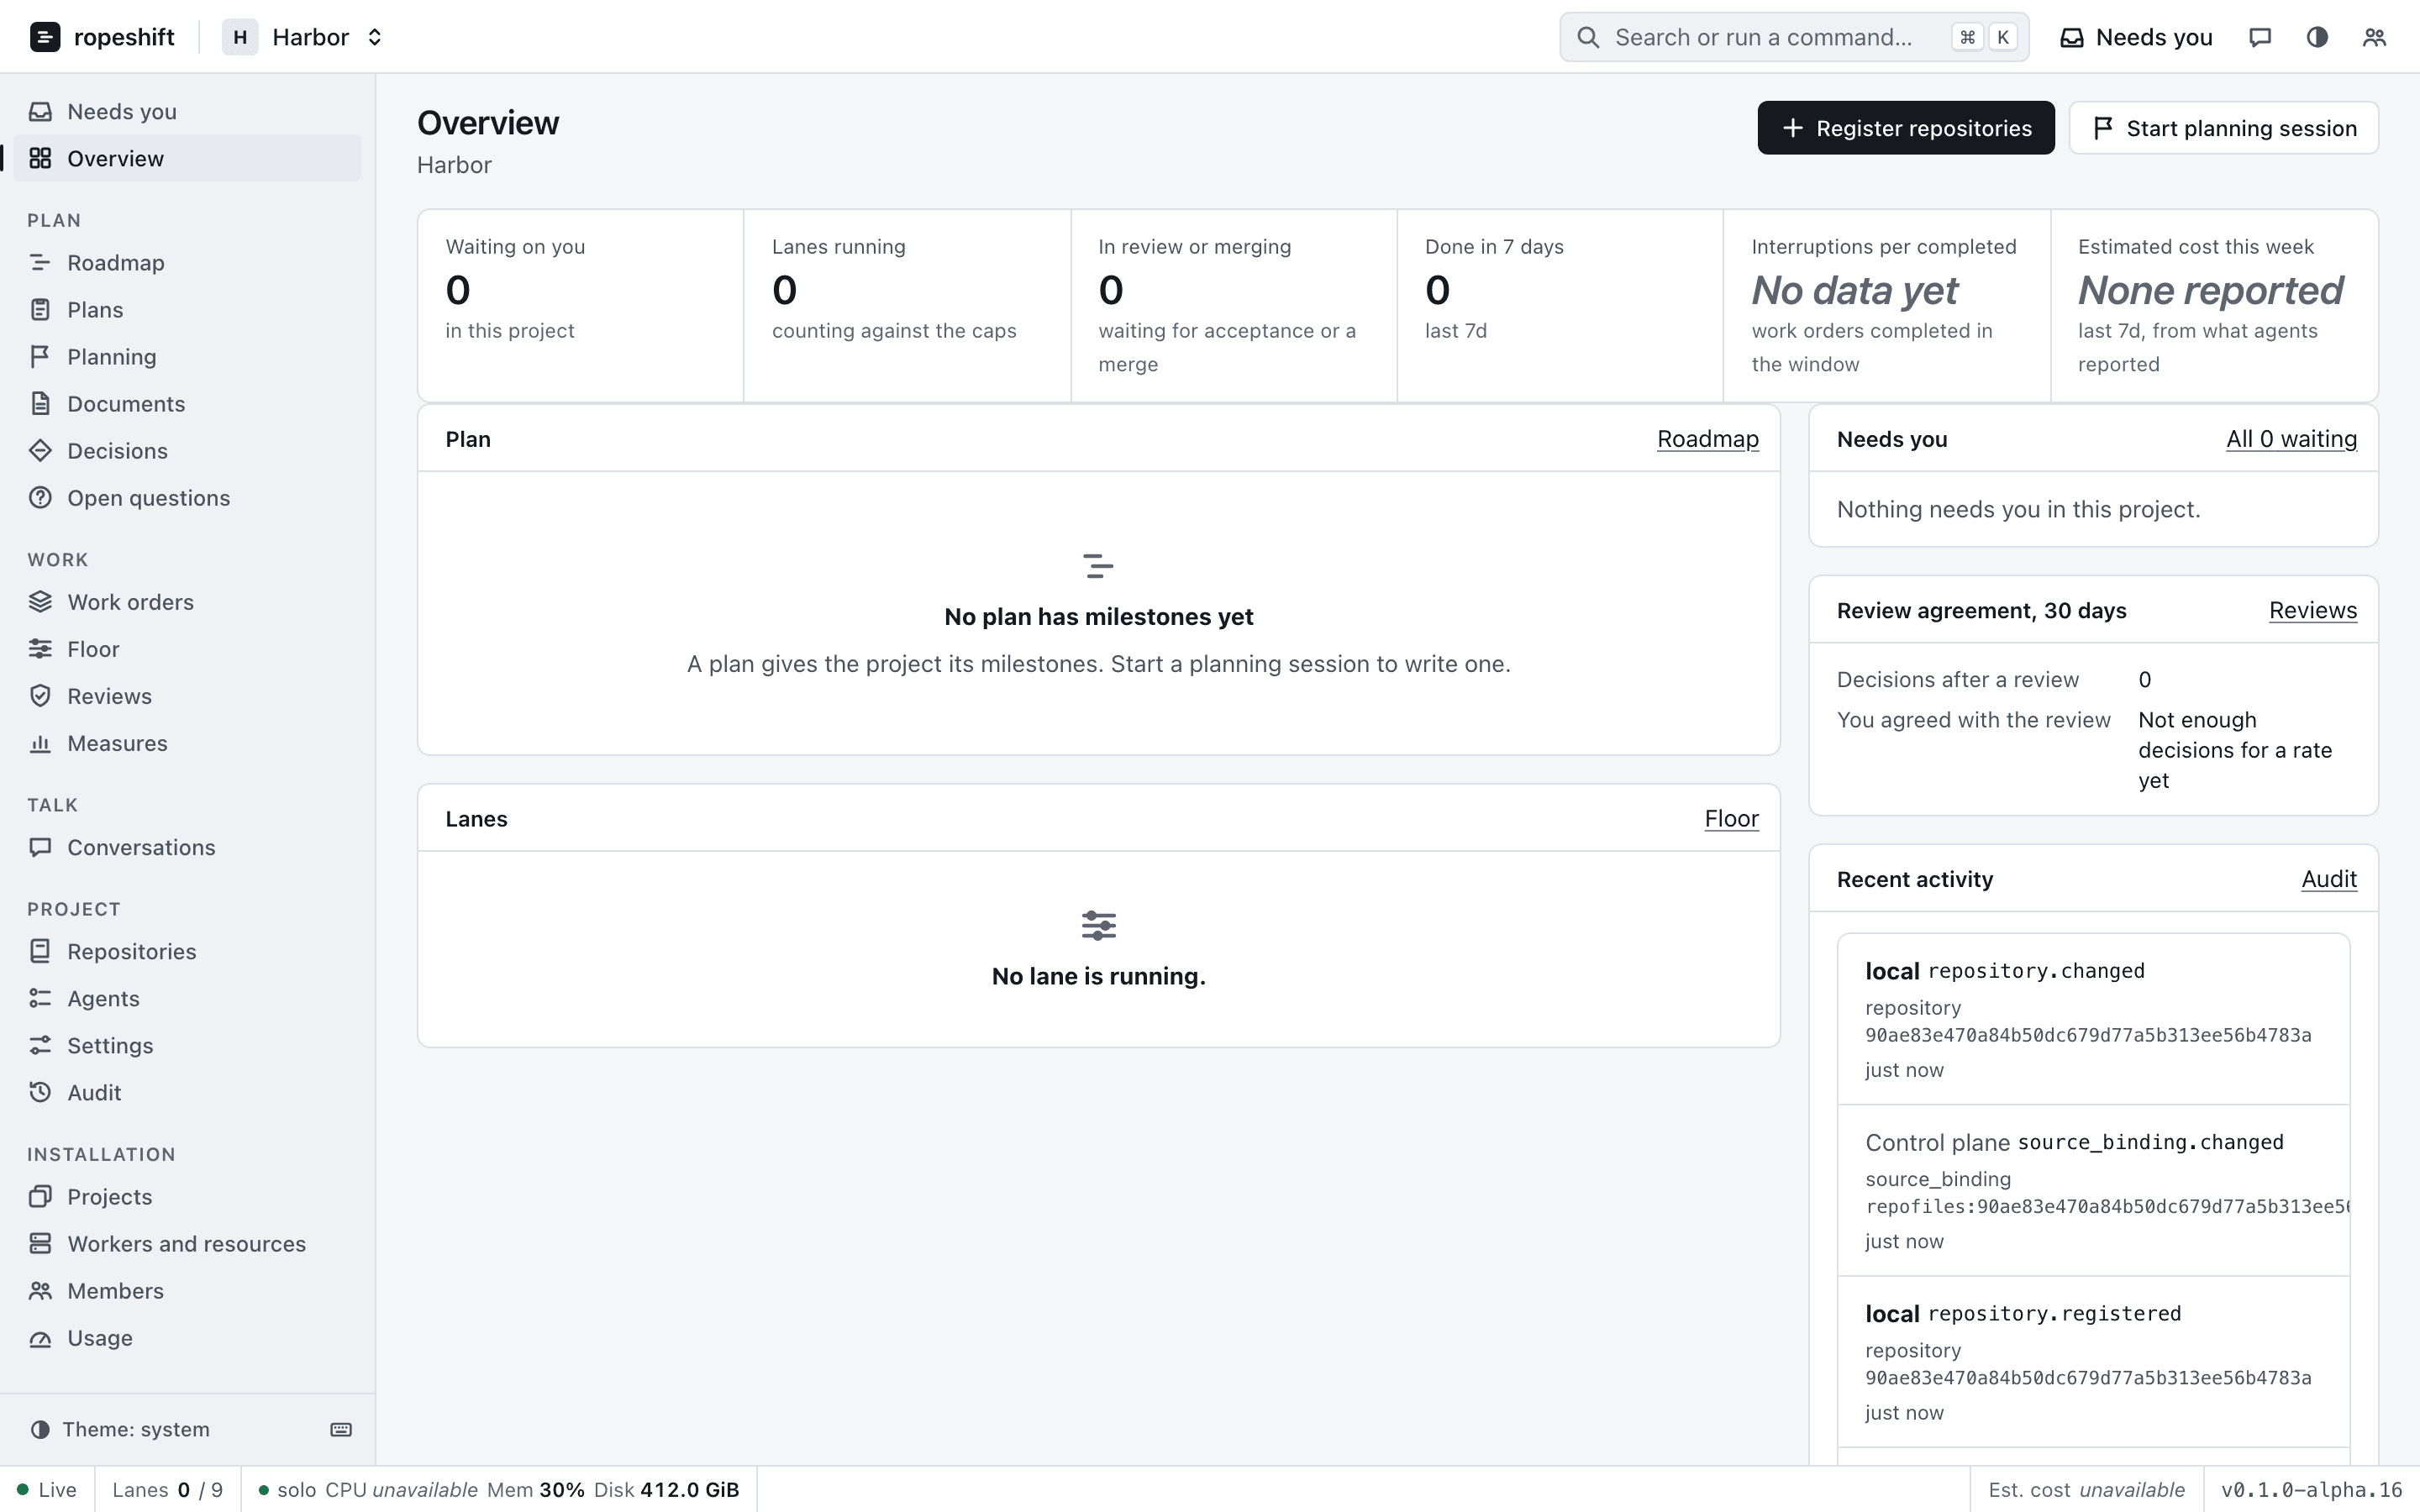 ropeshift
H Harbor
Search or run a command... ⌘ K
Needs you
Needs you
Overview
PLAN
Roadmap
Plans
Planning
Documents
Decisions
Open questions
WORK
Work orders
Floor
Reviews
Measures
TALK
Conversations
PROJECT
Repositories
Agents
Settings
Audit
INSTALLATION
Projects
Workers and resources
Members
Usage
Theme: system
Overview
Harbor
Register repositories
Start planning session
Waiting on you
0
in this project
Lanes running
0
counting against the caps
In review or merging
0
waiting for acceptance or a
merge
Done in 7 days
0
last 7d
Interruptions per completed
No data yet
work orders completed in
the window
Estimated cost this week
None reported
last 7d, from what agents
reported
Plan Roadmap
No plan has milestones yet
A plan gives the project its milestones. Start a planning session to write one.
Lanes Floor
No lane is running.
Needs you All 0 waiting
Nothing needs you in this project.
Review agreement, 30 days Reviews
Decisions after a review 0
You agreed with the review Not enough
decisions for a rate
yet
Recent activity Audit
local repository.changed
repository
90ae83e470a84b50dc679d77a5b313ee56b4783a
just now
Control plane source_binding.changed
source_binding
repofiles:90ae83e470a84b50dc679d77a5b313ee56
just now
local repository.registered
repository
90ae83e470a84b50dc679d77a5b313ee56b4783a
just now
Live
Lanes 0 / 9
solo CPU unavailable Mem 30% Disk 412.0 GiB
Est. cost unavailable
v0.1.0-alpha.16